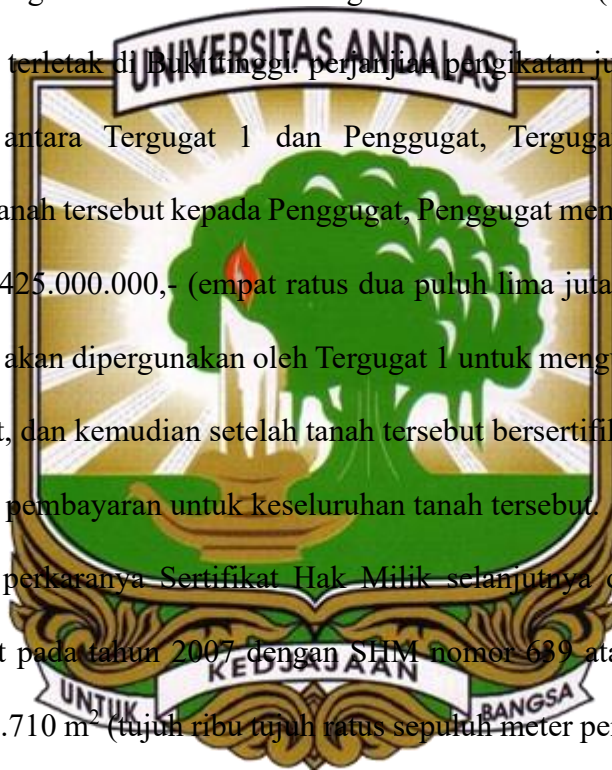 UNIVERSITAS ANDALAS
terletak di Bukittinggi. perjanjian pengikatan ju
antara Tergugat 1 dan Penggugat, Terguga
anah tersebut kepada Penggugat, Penggugat men
425.000.000,- (empat ratus dua puluh lima juta
akan dipergunakan oleh Tergugat 1 untuk meng
t, dan kemudian setelah tanah tersebut bersertifi
pembayaran untuk keseluruhan tanah tersebut.
perkaranya Sertifikat Hak Milik selanjutnya
t pada tahun 2007 dengan SHM nomor 689 ata
KEDJAJAAN
UNTUK BANGSA
.710 m² (tujuh ribu tujuh ratus sepuluh meter per